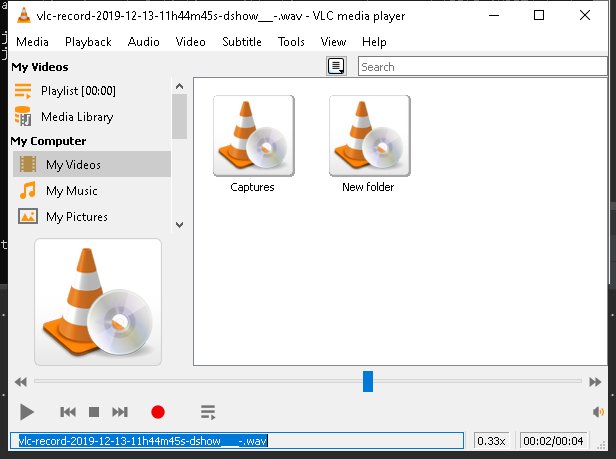 vlc-record-2019-12-13-11h44m45s-dshow___-.wav - VLC media player
Media Playback Audio Video Subtitle Tools View Help
My Videos
Search
Playlist [00:00]
Media Library
My Computer
My Videos
My Music
My Pictures
Captures
New folder
vlc-record-2019-12-13-11h44m45s-dshow___-.wav
0.33x
00:02/00:04